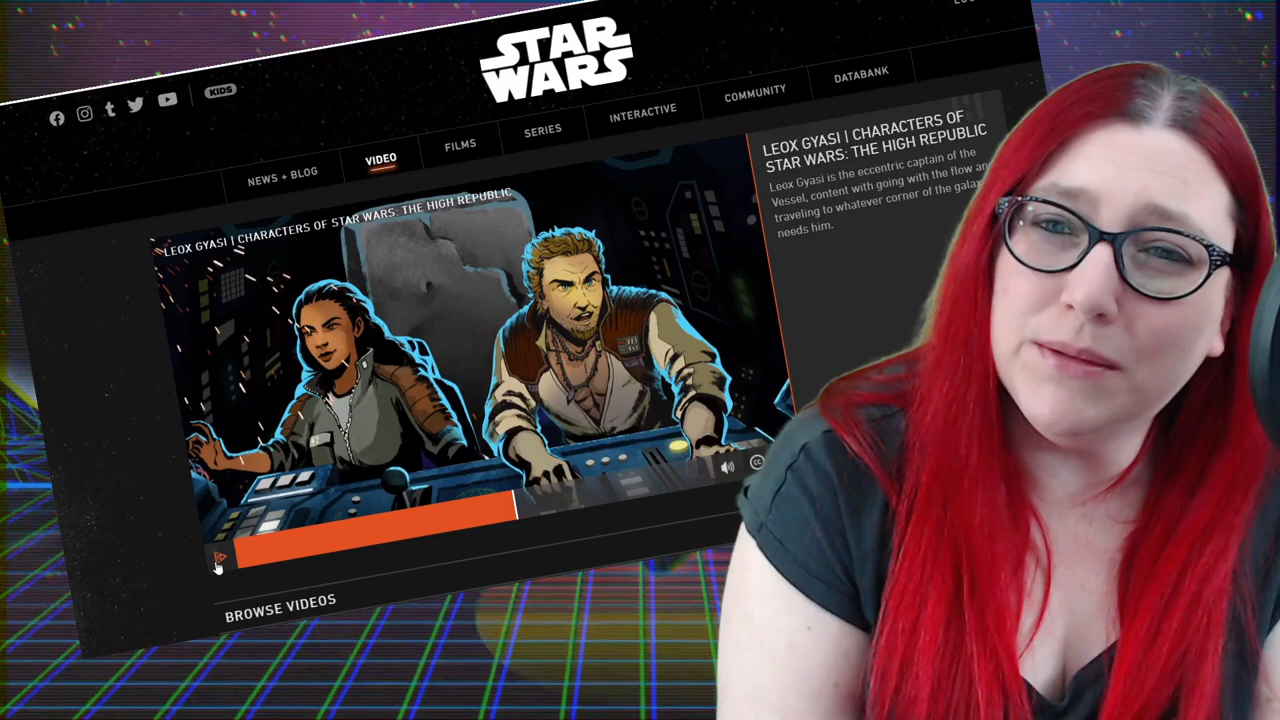 STAR
WARS
KIDS
NEWS + BLOG
VIDEO
FILMS
SERIES
INTERACTIVE
COMMUNITY
DATABANK
LEOX GYASI | CHARACTERS OF STAR WARS: THE HIGH REPUBLIC
LEOX GYASI | CHARACTERS OF
STAR WARS: THE HIGH REPUBLIC
Leox Gyasi is the eccentric captain of the
Vessel, content with going with the flow
traveling to whatever corner of the
needs him.
CC
BROWSE VIDEOS